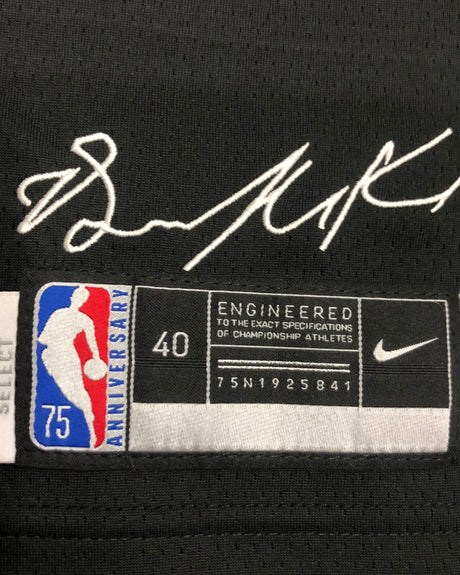 SELECT
75
ANNIVERSARY
40
ENGINEERED
TO THE EXACT SPECIFICATIONS
OF CHAMPIONSHIP ATHLETES
75N1925841